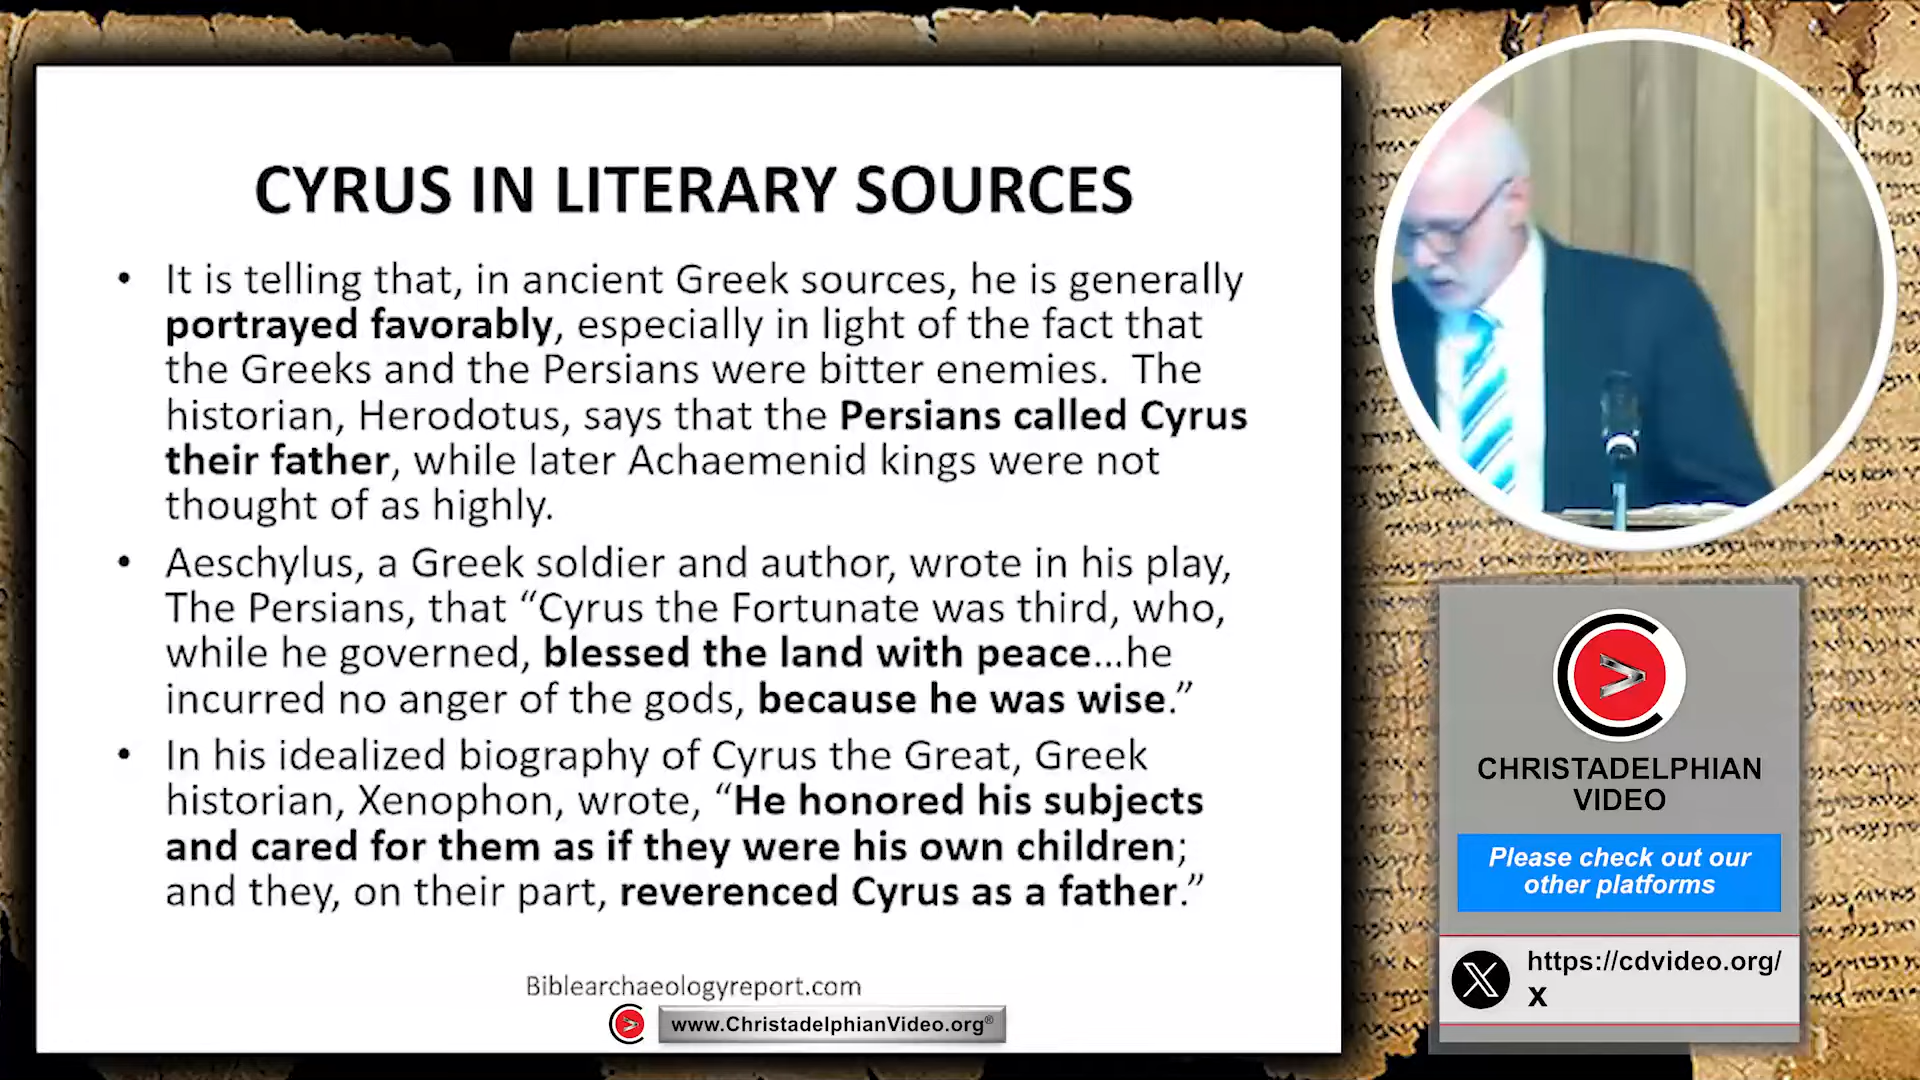 CYRUS IN LITERARY SOURCES
• It is telling that, in ancient Greek sources, he is generally
portrayed favorably, especially in light of the fact that
the Greeks and the Persians were bitter enemies.  The
historian, Herodotus, says that the Persians called Cyrus
their father, while later Achaemenid kings were not
thought of as highly.
• Aeschylus, a Greek soldier and author, wrote in his play,
The Persians, that “Cyrus the Fortunate was third, who,
while he governed, blessed the land with peace…he
incurred no anger of the gods, because he was wise.”
• In his idealized biography of Cyrus the Great, Greek
historian, Xenophon, wrote, “He honored his subjects
and cared for them as if they were his own children;
and they, on their part, reverenced Cyrus as a father.”
Biblearchaeologyreport.com
www.ChristadelphianVideo.org®
CHRISTADELPHIAN
VIDEO
Please check out our
other platforms
https://cdvideo.org/
x